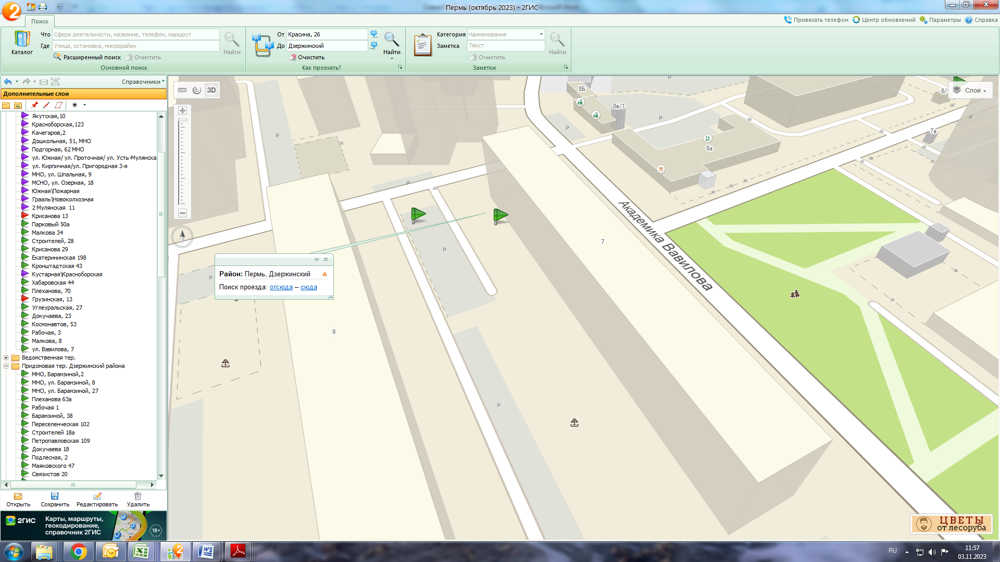 Пермь (октябрь 2023) - 2ГИС
Поиск
Привязать телефон
Центр обновлений
Параметры
Справка
Каталог
Что
Сфера деятельности, название, телефон, маршрут
Где
Улица, остановка, микрорайон
Расширенный поиск
Очистить
Найти
Основной поиск
От
Красина, 26
До
Дзержинский
Очистить
Найти
Как проехать?
Категория
Наименование
Заметка
Текст
Очистить
Найти
Заметки
Справочники
Дополнительные слои
Якутская,10
Красноборская,123
Качегаров,2
Дошкольная, 51, МНО
Подгорная, 62 МНО
ул. Южная/ ул. Проточная/ ул. Усть-Мулянска
ул. Кирпичная/ул. Пригородная 3-я
МНО, ул. Шпальная, 9
МСНО, ул. Озерная, 18
Южная\Пожарная
Грааль\Новоколхозная
2 Мулянская 11
Крисанова 13
Парковый 50а
Малкова 34
Строителей, 28
Крисанова 29
Екатерининская 198
Кронштадтская 43
Кустарная\Красноборская
Хабаровская 44
Плеханова, 70
Грузинская, 13
Углеуральская, 27
Докучаева, 23
Космонавтов, 53
Рабочая, 3
Малкова, 8
ул. Вавилова, 7
Ведомственная тер.
Придомовая тер. Дзержинский района
МНО, Барамзиной,2
МНО, ул. Барамзиной, 8
МНО, ул. Барамзиной, 27
Плеханова 63а
Рабочая 1
Барамзиной, 38
Переселенческая 102
Строителей 18а
Петропавловская 109
Докучаева 18
Подлесная, 2
Маяковского 47
Связистов 20
Открыть
Сохранить
Редактировать
Удалить
2ГИС
Карты, маршруты,
геокодирование,
справочник 2ГИС
18+
3D
Слои
8Б
8в/1
8а
7а
8/
P
P
P
P
P
P
P
P
P
7
9
Академика Вавилова
Район: Пермь, Дзержинский
Поиск проезда: отсюда – сюда
ЦВЕТЫ
от лесоруба
RU
11:57
03.11.2023